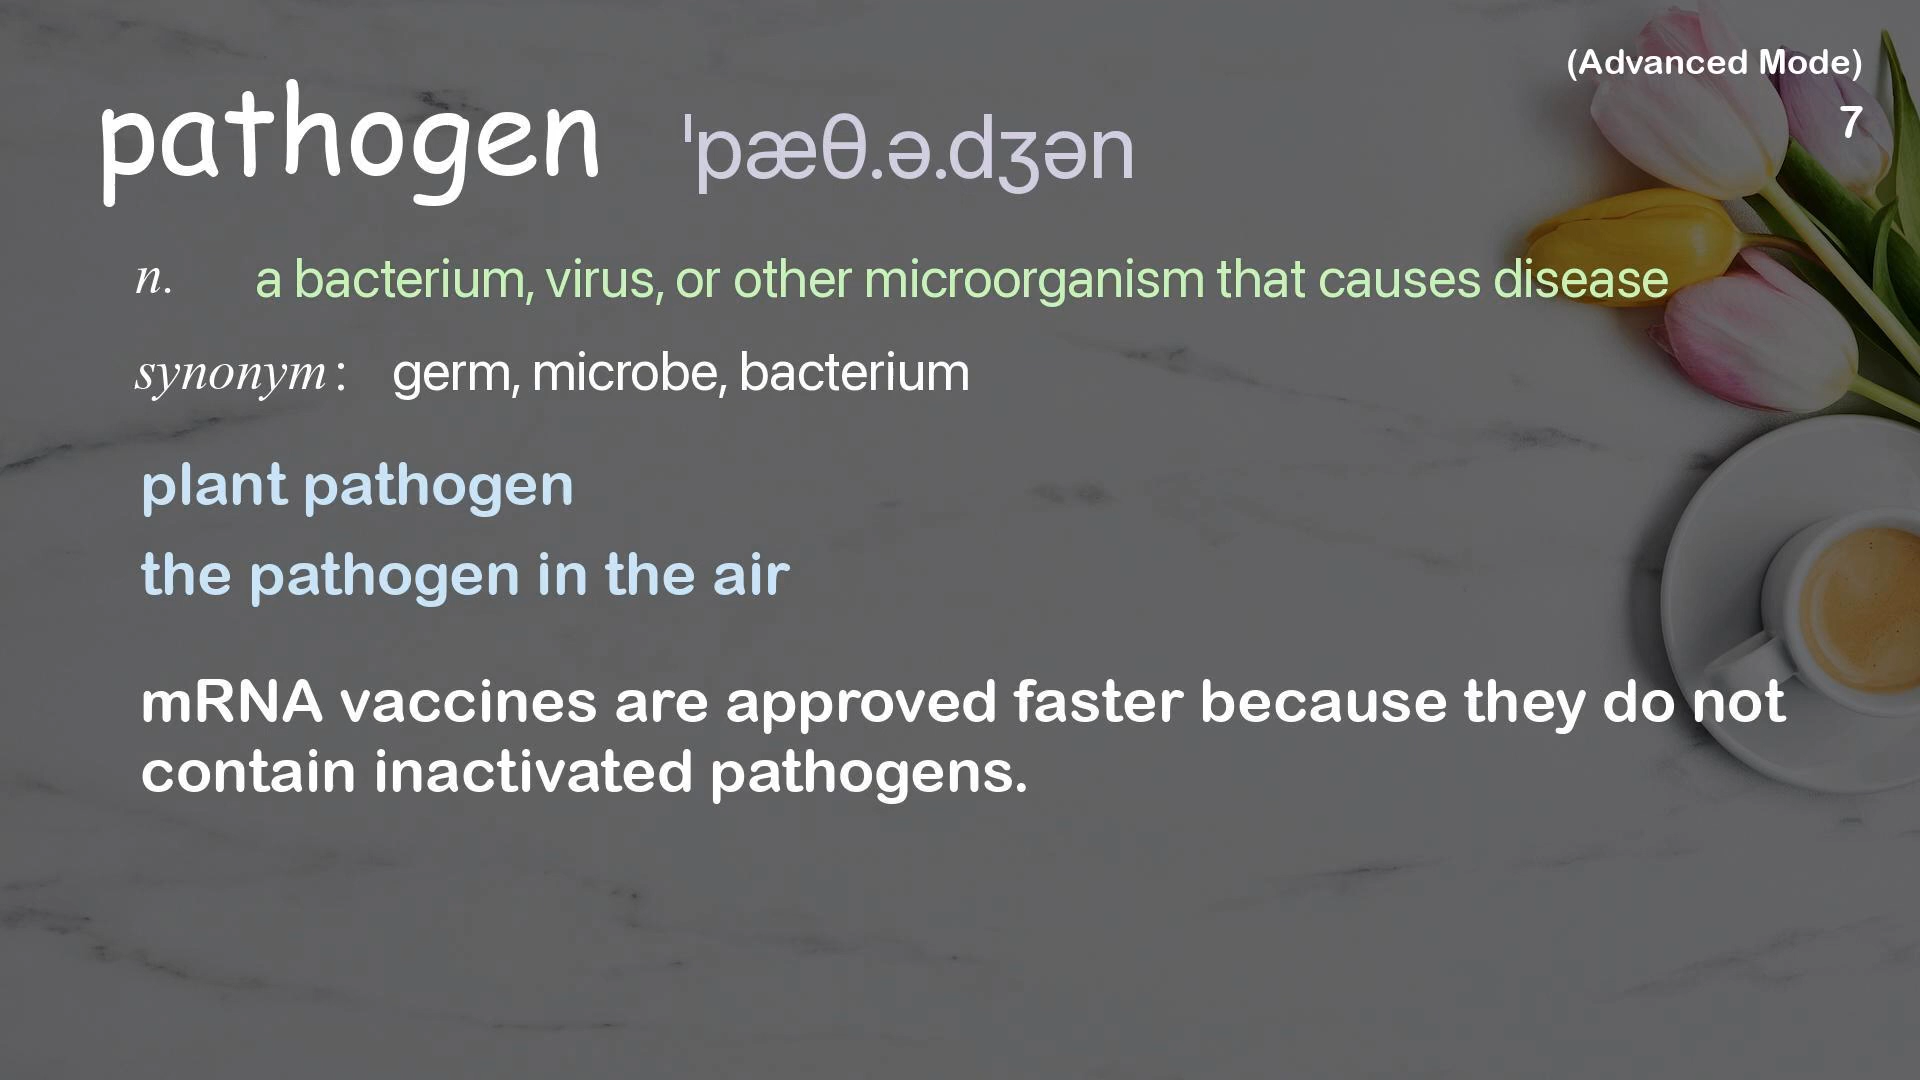 (Advanced Mode)
7
pathogen ˈpæθ.ə.dʒən
n. a bacterium, virus, or other microorganism that causes disease
synonym: germ, microbe, bacterium
plant pathogen
the pathogen in the air
mRNA vaccines are approved faster because they do not
contain inactivated pathogens.